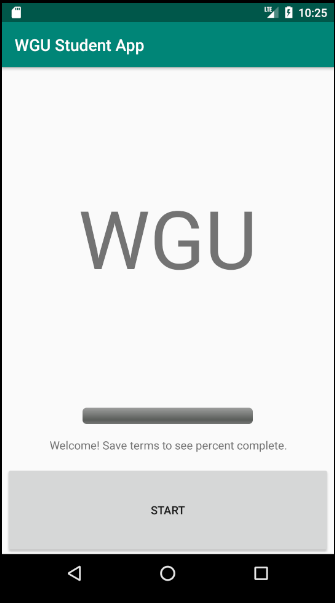 LTE 10:25
WGU Student App
WGU
Welcome! Save terms to see percent complete.
START